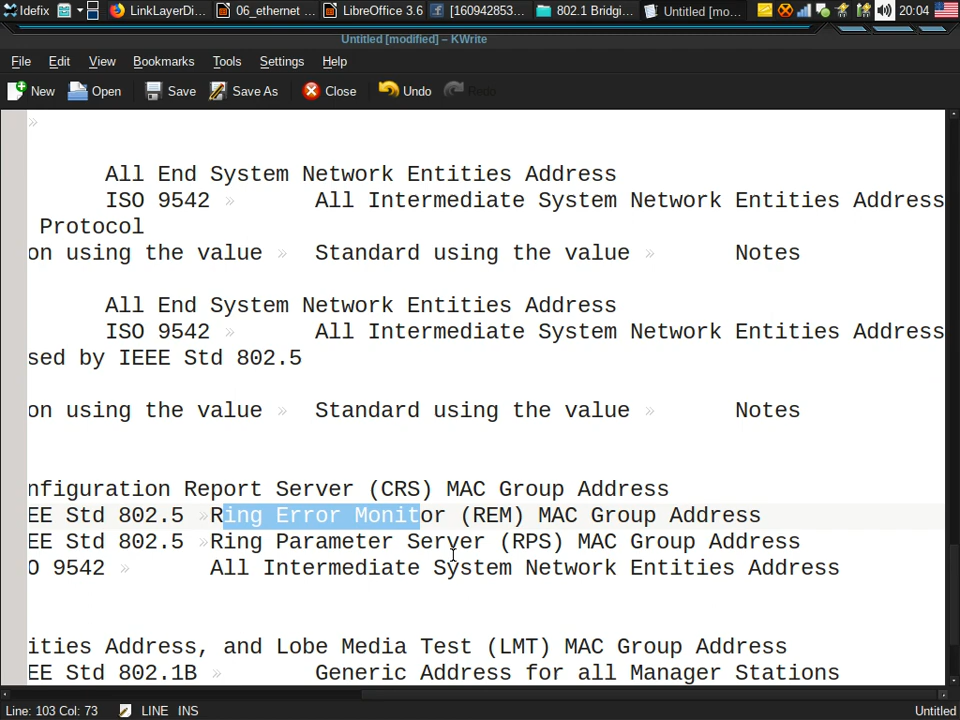 Idefix LinkLayerDi... 06_ethernet ... LibreOffice 3.6 [160942853... 802.1 Bridgi... Untitled [mo... 20:04
Untitled [modified] – KWrite
File Edit View Bookmarks Tools Settings Help
New Open Save Save As Close Undo Redo
»
All End System Network Entities Address
ISO 9542 » All Intermediate System Network Entities Address
Protocol
on using the value » Standard using the value » Notes
All End System Network Entities Address
ISO 9542 » All Intermediate System Network Entities Address
sed by IEEE Std 802.5
on using the value » Standard using the value » Notes
nfiguration Report Server (CRS) MAC Group Address
EE Std 802.5 »Ring Error Monitor (REM) MAC Group Address
EE Std 802.5 »Ring Parameter Server (RPS) MAC Group Address
O 9542 » All Intermediate System Network Entities Address
ities Address, and Lobe Media Test (LMT) MAC Group Address
EE Std 802.1B » Generic Address for all Manager Stations
Line: 103 Col: 73 LINE INS Untitled